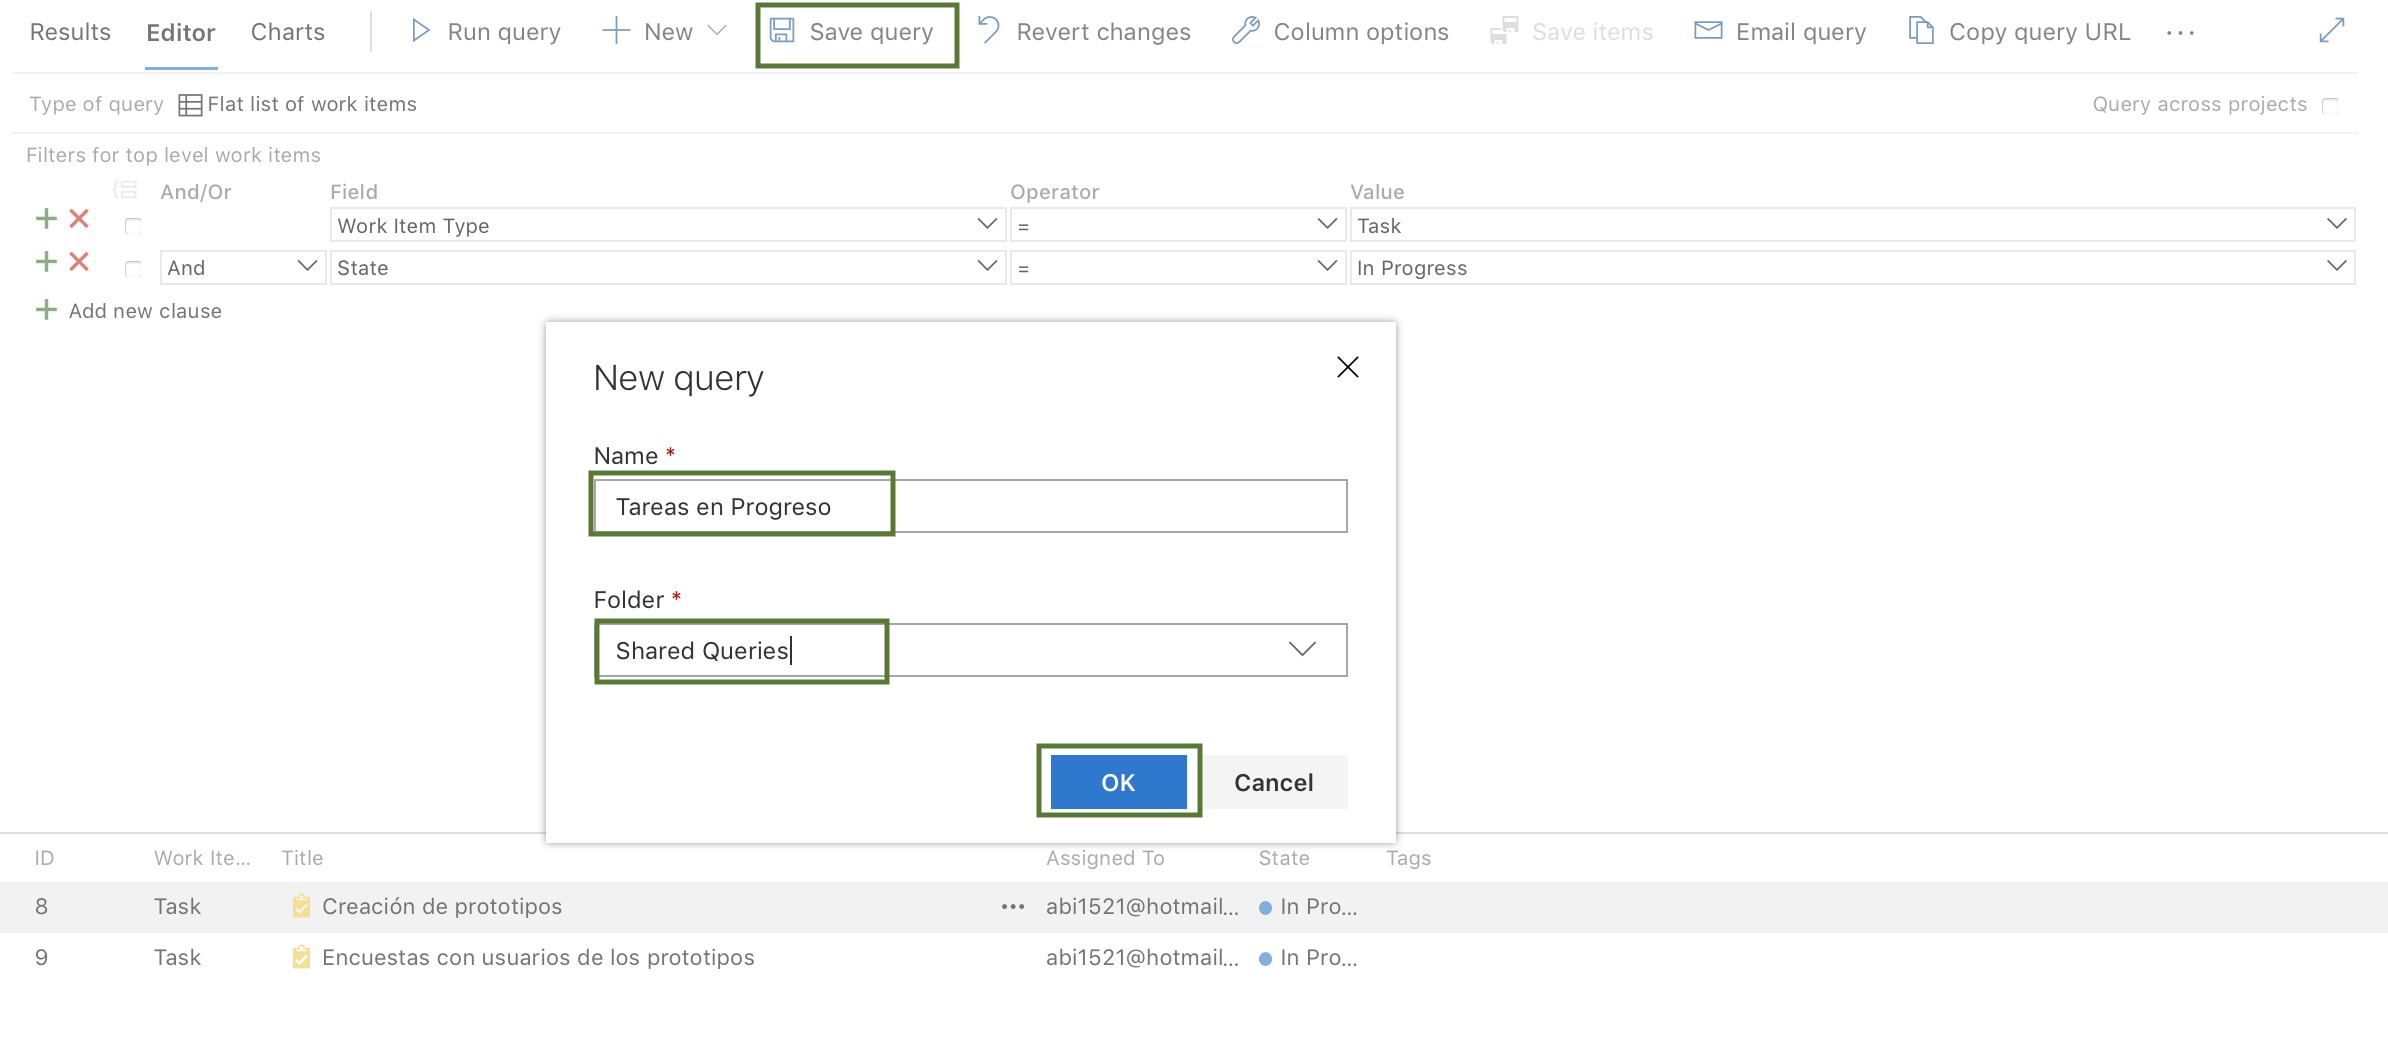 Results Editor Charts Run query New Save query Revert changes Column options Save items Email query Copy query URL ...
Type of query Flat list of work items Query across projects
Filters for top level work items
And/Or Field Operator Value
Work Item Type = Task
And State = In Progress
Add new clause
New query
Name *
Tareas en Progreso
Folder *
Shared Queries
OK Cancel
ID Work Ite... Title Assigned To State Tags
8 Task Creación de prototipos ... abi1521@hotmail... In Pro...
9 Task Encuestas con usuarios de los prototipos abi1521@hotmail... In Pro...